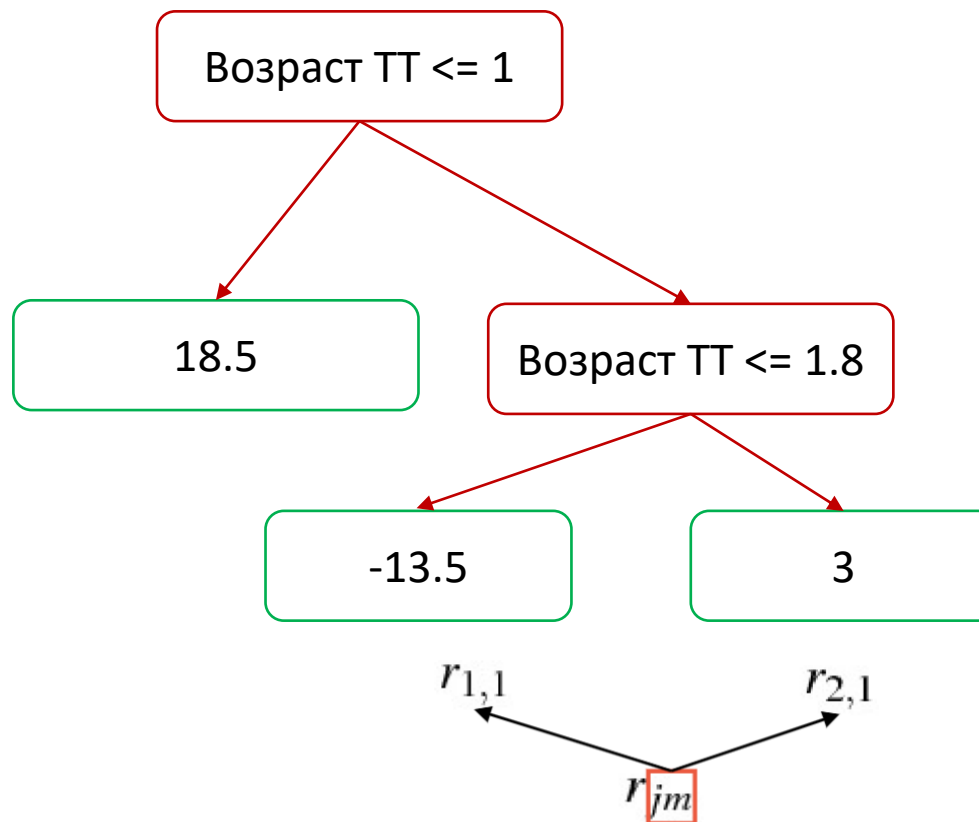 Возраст ТТ <= 1
18.5
Возраст ТТ <= 1.8
-13.5
3
r1,1
r2,1
rjm